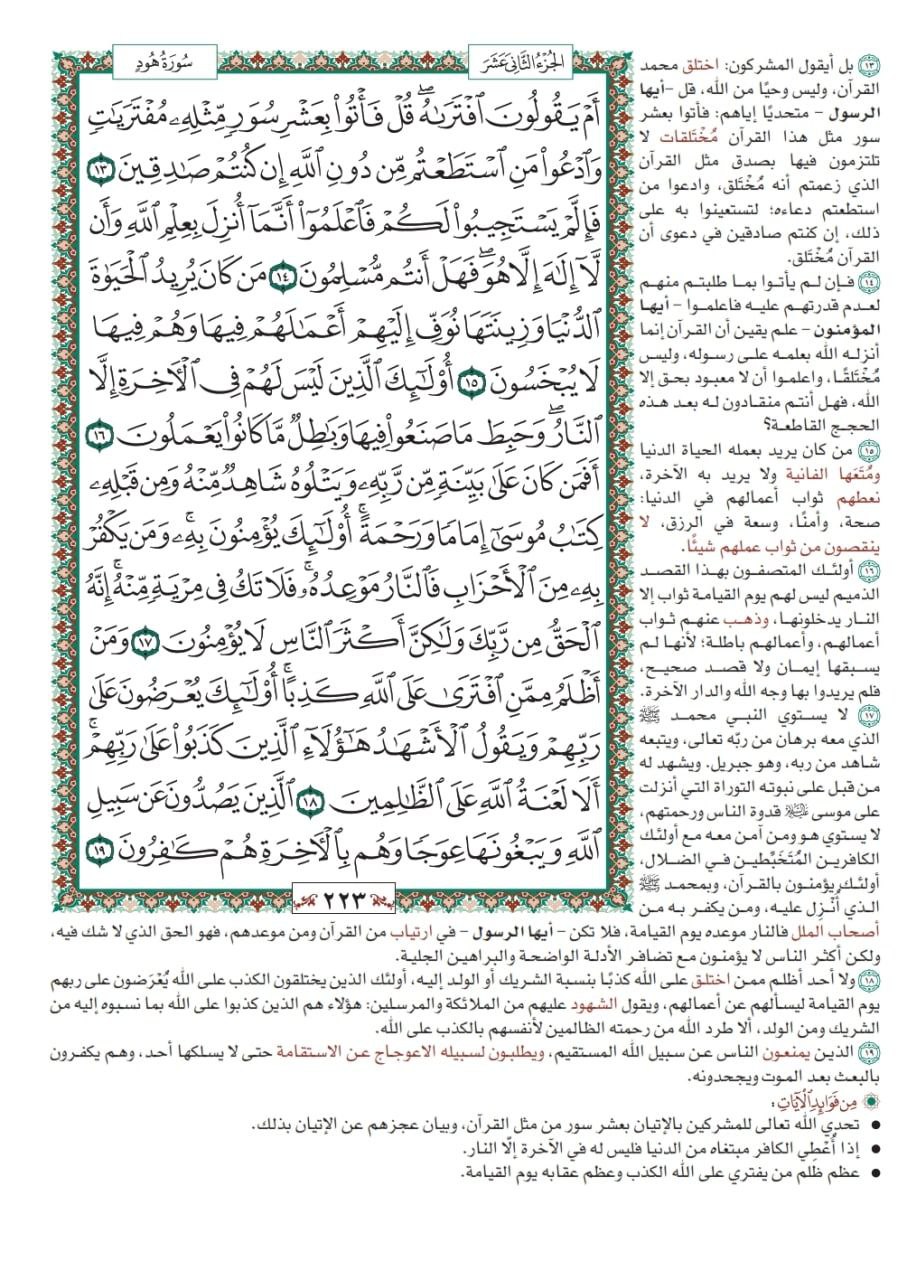 الجُزْءُ الثَّانِي عَشَرَ
سُورَةُ هُودٍ
أَمْ يَقُولُونَ ٱفْتَرَىٰهُۖ قُلْ فَأْتُوا۟ بِعَشْرِ سُوَرٍ مِّثْلِهِۦ مُفْتَرَيَٰتٍ
وَٱدْعُوا۟ مَنِ ٱسْتَطَعْتُم مِّن دُونِ ٱللَّهِ إِن كُنتُمْ صَٰدِقِينَ ١٣
فَإِلَّمْ يَسْتَجِيبُوا۟ لَكُمْ فَٱعْلَمُوٓا۟ أَنَّمَآ أُنزِلَ بِعِلْمِ ٱللَّهِ وَأَن
لَّآ إِلَٰهَ إِلَّا هُوَۖ فَهَلْ أَنتُم مُّسْلِمُونَ ١٤ مَن كَانَ يُرِيدُ ٱلْحَيَوٰةَ
ٱلدُّنْيَا وَزِينَتَهَا نُوَفِّ إِلَيْهِمْ أَعْمَٰلَهُمْ فِيهَا وَهُمْ فِيهَا
لَا يُبْخَسُونَ ١٥ أُو۟لَٰٓئِكَ ٱلَّذِينَ لَيْسَ لَهُمْ فِى ٱلْأٓخِرَةِ إِلَّا
ٱلنَّارُۖ وَحَبِطَ مَا صَنَعُوا۟ فِيهَا وَبَٰطِلٌ مَّا كَانُوا۟ يَعْمَلُونَ ١٦
أَفَمَن كَانَ عَلَىٰ بَيِّنَةٍ مِّن رَّبِّهِۦ وَيَتْلُوهُ شَاهِدٌ مِّنْهُ وَمِن قَبْلِهِۦ
كِتَٰبُ مُوسَىٰٓ إِمَامًا وَرَحْمَةًۚ أُو۟لَٰٓئِكَ يُؤْمِنُونَ بِهِۦۚ وَمَن يَكْفُرْ
بِهِۦ مِنَ ٱلْأَحْزَابِ فَٱلنَّارُ مَوْعِدُهُۥۚ فَلَا تَكُ فِى مِرْيَةٍ مِّنْهُۚ إِنَّهُ
ٱلْحَقُّ مِن رَّبِّكَ وَلَٰكِنَّ أَكْثَرَ ٱلنَّاسِ لَا يُؤْمِنُونَ ١٧ وَمَنْ
أَظْلَمُ مِمَّنِ ٱفْتَرَىٰ عَلَى ٱللَّهِ كَذِبًاۚ أُو۟لَٰٓئِكَ يُعْرَضُونَ عَلَىٰ
رَبِّهِمْ وَيَقُولُ ٱلْأَشْهَٰدُ هَٰٓؤُلَآءِ ٱلَّذِينَ كَذَبُوا۟ عَلَىٰ رَبِّهِمْۚ
أَلَا لَعْنَةُ ٱللَّهِ عَلَى ٱلظَّٰلِمِينَ ١٨ ٱلَّذِينَ يَصُدُّونَ عَن سَبِيلِ
ٱللَّهِ وَيَبْغُونَهَا عِوَجًا وَهُم بِٱلْأٓخِرَةِ هُمْ كَٰفِرُونَ ١٩
٢٢٣
١٣ بل أيقول المشركون: اختلق محمد
القرآن، وليس وحيًا من الله، قل -أيها
الرسول - متحديًا إياهم: فأتوا بعشر
سور مثل هذا القرآن مُخْتَلقات لا
تلتزمون فيها بصدق مثل القرآن
الذي زعمتم أنه مُخْتَلق، وادعوا من
استطعتم دعاءه؛ لتستعينوا به على
ذلك، إن كنتم صادقين في دعوى أن
القرآن مُخْتَلق.
١٤ فإن لم يأتوا بما طلبتم منهم
لعدم قدرتهم عليه فاعلموا - أيها
المؤمنون - علم يقين أن القرآن إنما
أنزله الله بعلمه على رسوله، وليس
مُخْتَلقًا، واعلموا أن لا معبود بحق إلا
الله، فهل أنتم منقادون له بعد هذه
الحجج القاطعة؟
١٥ من كان يريد بعمله الحياة الدنيا
ومُتَعَها الفانية ولا يريد به الآخرة،
نعطهم ثواب أعمالهم في الدنيا:
صحة، وأمنًا، وسعة في الرزق، لا
ينقصون من ثواب عملهم شيئًا.
١٦ أولئك المتصفون بهذا القصد
الذميم ليس لهم يوم القيامة ثواب إلا
النار يدخلونها، وذهب عنهم ثواب
أعمالهم، وأعمالهم باطلة؛ لأنها لم
يسبقها إيمان ولا قصد صحيح،
فلم يريدوا بها وجه الله والدار الآخرة.
١٧ لا يستوي النبي محمد ﷺ
الذي معه برهان من ربّه تعالى، ويتبعه
شاهد من ربه، وهو جبريل. ويشهد له
من قبل على نبوته التوراة التي أنزلت
على موسى ﷺ قدوة الناس ورحمتهم،
لا يستوي هو ومن آمن معه مع أولئك
الكافرين المُتَخَبِّطين في الضلال،
أولئك يؤمنون بالقرآن، وبمحمد ﷺ
الذي أُنْزِل عليه، ومن يكفر به من
أصحاب الملل فالنار موعده يوم القيامة، فلا تكن - أيها الرسول - في ارتياب من القرآن ومن موعدهم، فهو الحق الذي لا شك فيه،
ولكن أكثر الناس لا يؤمنون مع تضافر الأدلة الواضحة والبراهين الجلية.
١٨ ولا أحد أظلم ممن اختلق على الله كذبًا بنسبة الشريك أو الولد إليه، أولئك الذين يختلقون الكذب على الله يُعْرَضون على ربهم
يوم القيامة ليسألهم عن أعمالهم، ويقول الشهود عليهم من الملائكة والمرسلين: هؤلاء هم الذين كذبوا على الله بما نسبوه إليه من
الشريك ومن الولد، ألا طرد الله من رحمته الظالمين لأنفسهم بالكذب على الله.
١٩ الذين يمنعون الناس عن سبيل الله المستقيم، ويطلبون لسبيله الاعوجاج عن الاستقامة حتى لا يسلكها أحد، وهم يكفرون
بالبعث بعد الموت ويجحدونه.
مِن فَوَائِدِ الْآيَاتِ:
• تحدي الله تعالى للمشركين بالإتيان بعشر سور من مثل القرآن، وبيان عجزهم عن الإتيان بذلك.
• إذا أُعْطِي الكافر مبتغاه من الدنيا فليس له في الآخرة إلّا النار.
• عظم ظلم من يفتري على الله الكذب وعظم عقابه يوم القيامة.